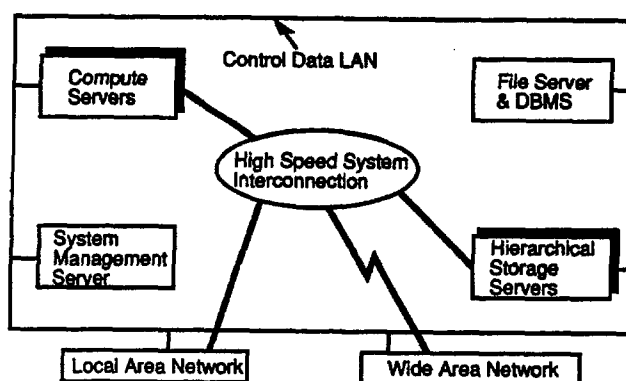 Control Data LAN
Compute
Servers
File Server
& DBMS
High Speed System
Interconnection
System
Management
Server
Hierarchical
Storage
Servers
Local Area Network
Wide Area Network